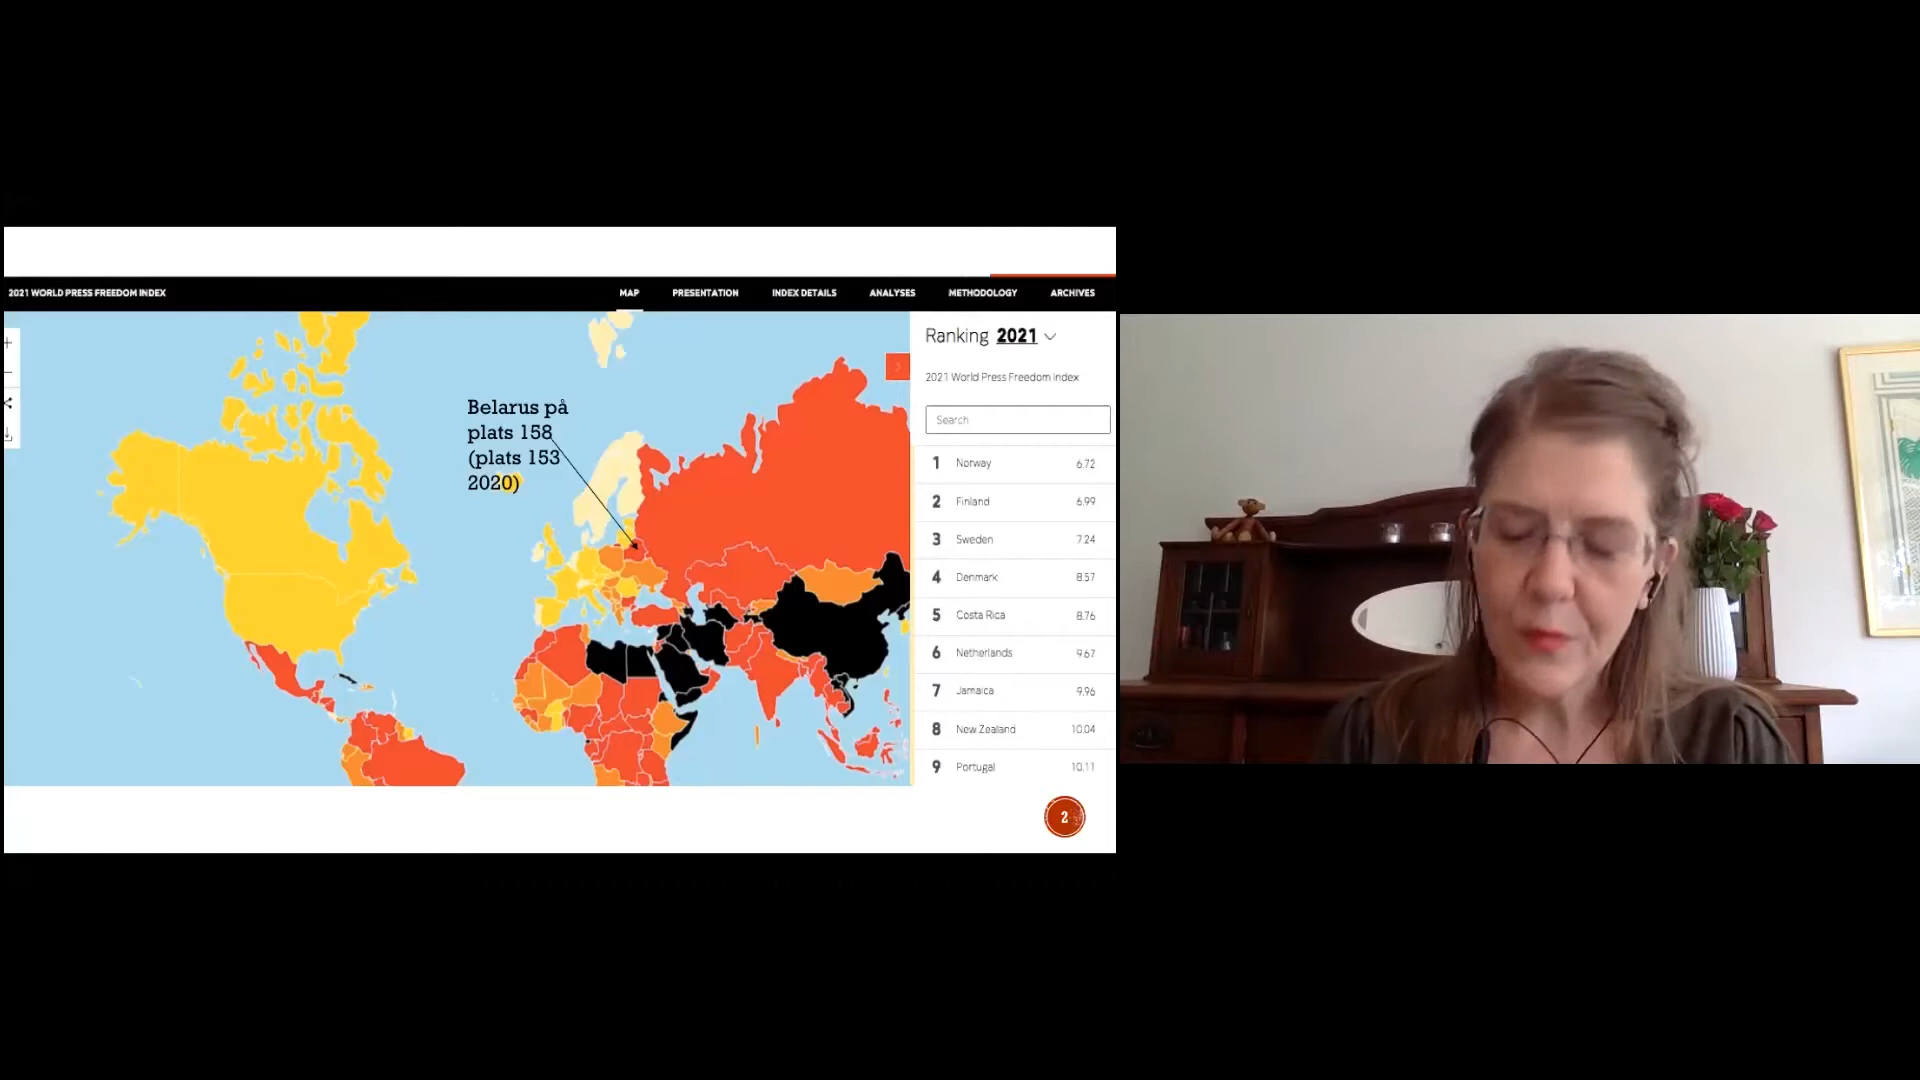 2021 WORLD PRESS FREEDOM INDEX
MAP
PRESENTATION
INDEX DETAILS
ANALYSES
METHODOLOGY
ARCHIVES
Belarus på
plats 158
(plats 153
2020)
Ranking 2021
2021 World Press Freedom Index
Search
1 Norway 6.72
2 Finland 6.99
3 Sweden 7.24
4 Denmark 8.57
5 Costa Rica 8.76
6 Netherlands 9.67
7 Jamaica 9.96
8 New Zealand 10.04
9 Portugal 10.11
2